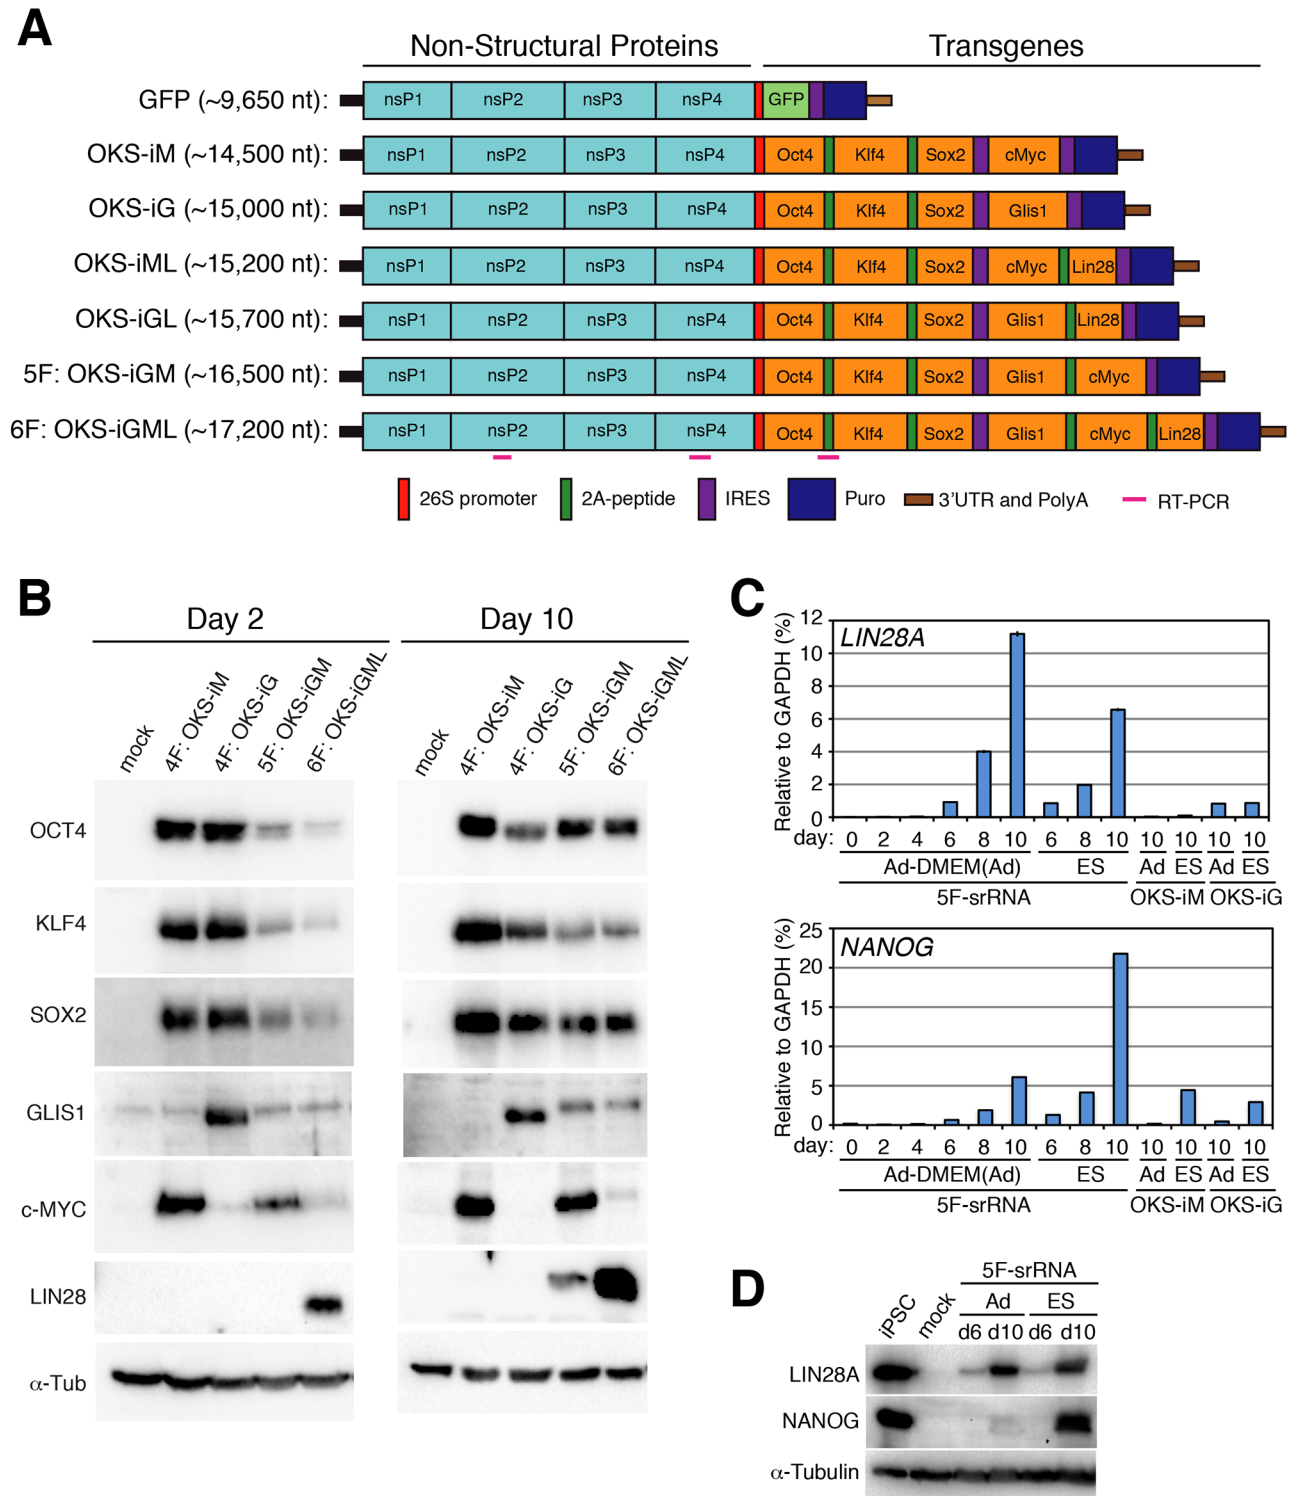 A
Non-Structural Proteins Transgenes
GFP (~9,650 nt): nsP1 nsP2 nsP3 nsP4 GFP
OKS-iM (~14,500 nt): nsP1 nsP2 nsP3 nsP4 Oct4 Klf4 Sox2 cMyc
OKS-iG (~15,000 nt): nsP1 nsP2 nsP3 nsP4 Oct4 Klf4 Sox2 Glis1
OKS-iML (~15,200 nt): nsP1 nsP2 nsP3 nsP4 Oct4 Klf4 Sox2 cMyc Lin28
OKS-iGL (~15,700 nt): nsP1 nsP2 nsP3 nsP4 Oct4 Klf4 Sox2 Glis1 Lin28
5F: OKS-iGM (~16,500 nt): nsP1 nsP2 nsP3 nsP4 Oct4 Klf4 Sox2 Glis1 cMyc
6F: OKS-iGML (~17,200 nt): nsP1 nsP2 nsP3 nsP4 Oct4 Klf4 Sox2 Glis1 cMyc Lin28
26S promoter 2A-peptide IRES Puro 3'UTR and PolyA RT-PCR
B
Day 2 Day 10
mock 4F: OKS-iM 4F: OKS-iG 5F: OKS-iGM 6F: OKS-iGML mock 4F: OKS-iM 4F: OKS-iG 5F: OKS-iGM 6F: OKS-iGML
OCT4
KLF4
SOX2
GLIS1
c-MYC
LIN28
α-Tub
C
Relative to GAPDH (%)
LIN28A
12
10
8
6
4
2
0
day: 0 2 4 6 8 10 6 8 10 10 10 10 10
Ad-DMEM(Ad) ES Ad ES Ad ES
5F-srRNA OKS-iM OKS-iG
Relative to GAPDH (%)
NANOG
25
20
15
10
5
0
day: 0 2 4 6 8 10 6 8 10 10 10 10 10
Ad-DMEM(Ad) ES Ad ES Ad ES
5F-srRNA OKS-iM OKS-iG
D
5F-srRNA
iPSC mock Ad ES
d6 d10 d6 d10
LIN28A
NANOG
α-Tubulin